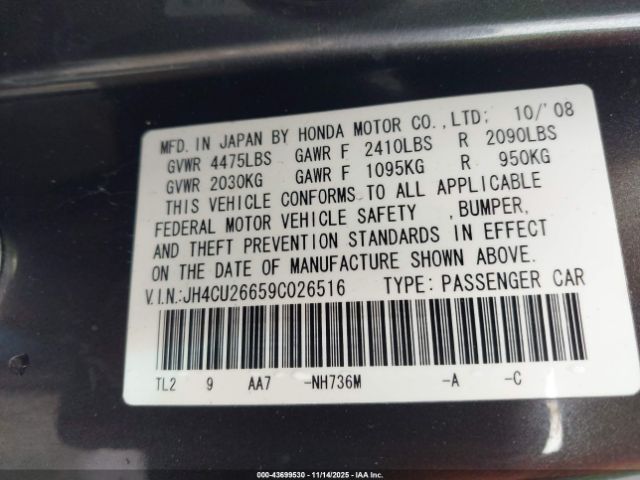 MFD. IN JAPAN BY HONDA MOTOR CO., LTD; 10/'08
GVWR 4475LBS GAWR F 2410LBS R 2090LBS
GVWR 2030KG GAWR F 1095KG R 950KG
THIS VEHICLE CONFORMS TO ALL APPLICABLE
FEDERAL MOTOR VEHICLE SAFETY , BUMPER,
AND THEFT PREVENTION STANDARDS IN EFFECT
ON THE DATE OF MANUFACTURE SHOWN ABOVE.
V.I.N:JH4CU26659C026516 TYPE: PASSENGER CAR
TL2 9 AA7 -NH736M -A -C
000-43699530 - 11/14/2025 - IAAI.COM